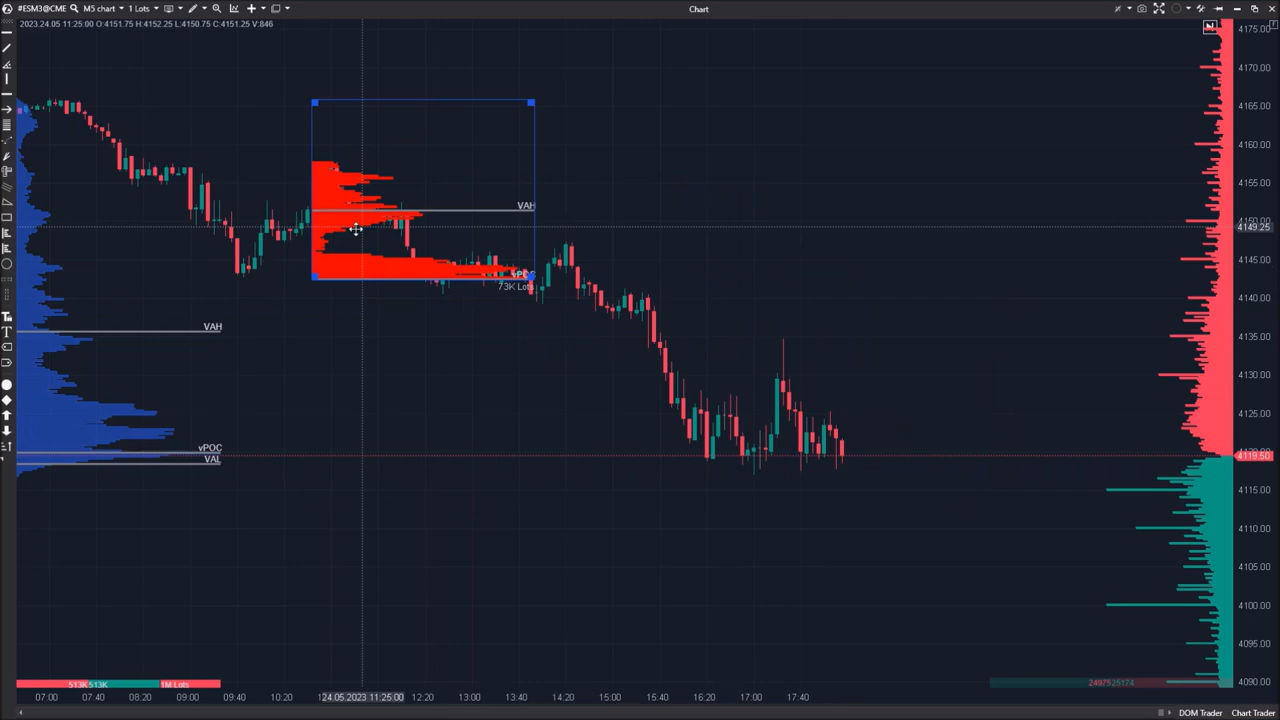 #ESM3@CME M5 chart 1 Lots Chart
2023.24.05 11:25:00 O:4151.75 H:4152.25 L:4150.75 C:4151.25 V:846
4175.00
4170.00
4165.00
4160.00
4155.00
VAH
4150.00
4149.25
4145.00
vPOC
73K Lots
4140.00
4135.00
VAH
4130.00
4125.00
vPOC
4119.50
VAL
4115.00
4110.00
4105.00
4100.00
4095.00
4090.00
513K 513K 1M Lots
07:00 07:40 08:20 09:00 09:40 10:20 24.05.2023 11:25:00 12:20 13:00 13:40 14:20 15:00 15:40 16:20 17:00 17:40
DOM Trader Chart Trader